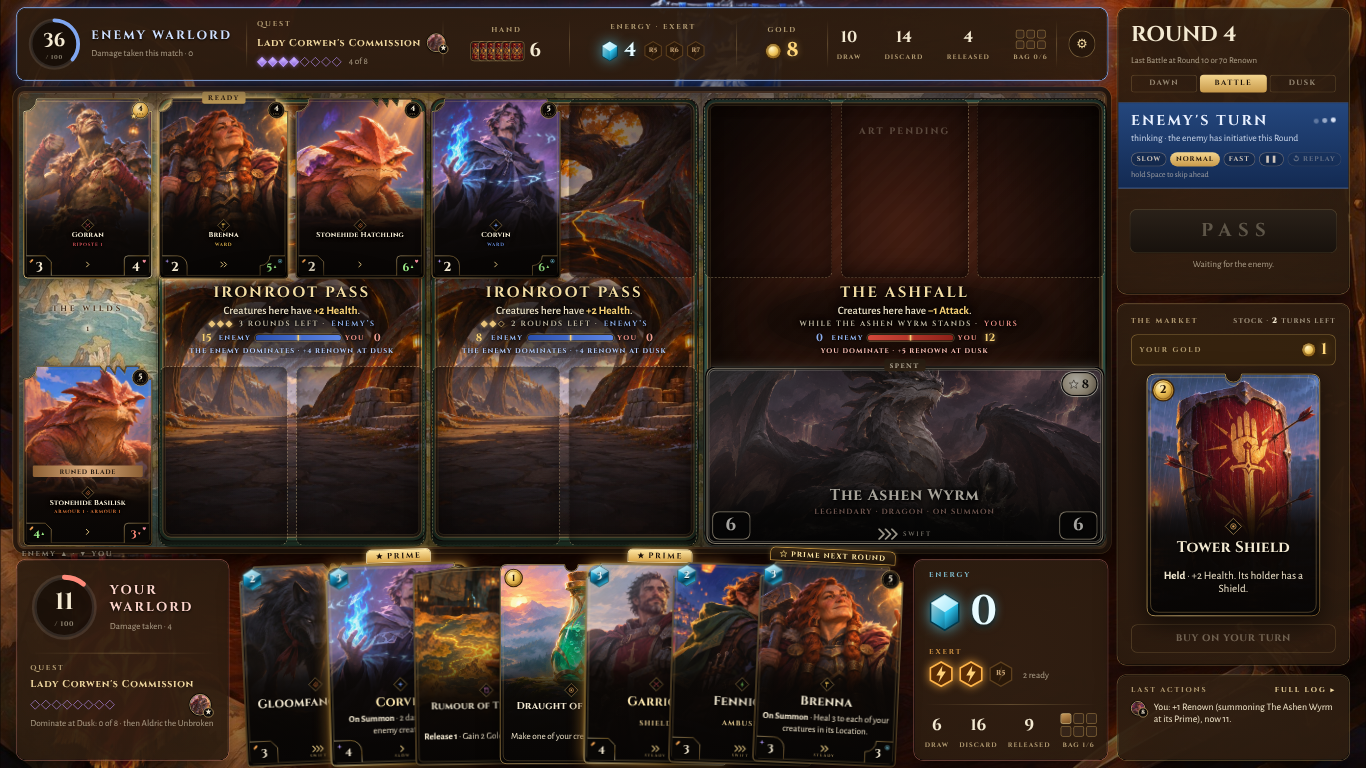 36
/ 100
ENEMY WARLORD
Damage taken this match · 0
QUEST
LADY CORWEN'S COMMISSION
4 of 8
HAND
6
ENERGY · EXERT
4
R5
R6
R7
GOLD
8
10
DRAW
14
DISCARD
4
RELEASED
BAG 0/6
ROUND 4
Last Battle at Round 10 or 70 Renown
DAWN
BATTLE
DUSK
ENEMY'S TURN
thinking · the enemy has initiative this Round
SLOW
NORMAL
FAST
REPLAY
hold Space to skip ahead
PASS
Waiting for the enemy.
THE MARKET
STOCK · 2 TURNS LEFT
YOUR GOLD
1
2
TOWER SHIELD
Held · +2 Health. Its holder has a
Shield.
BUY ON YOUR TURN
LAST ACTIONS
FULL LOG ▸
You: +1 Renown (summoning The Ashen Wyrm
at its Prime), now 11.
4
GORRAN
RIPOSTE 1
3
4
READY
4
BRENNA
WARD
2
5
4
STONEHIDE HATCHLING
2
6
5
CORVIN
WARD
2
6
ART PENDING
THE WILDS
1
IRONROOT PASS
Creatures here have +2 Health.
3 ROUNDS LEFT · ENEMY'S
15 ENEMY YOU 0
THE ENEMY DOMINATES · +4 RENOWN AT DUSK
IRONROOT PASS
Creatures here have +2 Health.
2 ROUNDS LEFT · ENEMY'S
8 ENEMY YOU 0
THE ENEMY DOMINATES · +4 RENOWN AT DUSK
THE ASHFALL
Creatures here have −1 Attack.
WHILE THE ASHEN WYRM STANDS · YOURS
0 ENEMY YOU 12
YOU DOMINATE · +5 RENOWN AT DUSK
5
RUNED BLADE
STONEHIDE BASILISK
ARMOUR 1 · ARMOUR 1
4
3
SPENT
8
THE ASHEN WYRM
LEGENDARY · DRAGON · ON SUMMON
6
SWIFT
6
ENEMY ▲ · ▼ YOU
11
/ 100
YOUR
WARLORD
Damage taken · 4
QUEST
LADY CORWEN'S COMMISSION
Dominate at Dusk: 0 of 8 · then Aldric the Unbroken
2
GLOOMFAN
3
SWIFT
★ PRIME
3
CORV
On Summon · 2 da
enemy crea
4
RUMOUR OF T
Release 1 · Gain 2 Gol
1
DRAUGHT OF
Make one of your cre
★ PRIME
3
GARRIC
SHIEL
4
STEADY
2
FENNI
AMBUS
3
STEADY
☆ PRIME NEXT ROUND
3
5
BRENNA
On Summon · Heal 3 to each of your
creatures in its Location.
3
STEADY
3
ENERGY
0
EXERT
R5
2 ready
6
DRAW
16
DISCARD
9
RELEASED
BAG 1/6